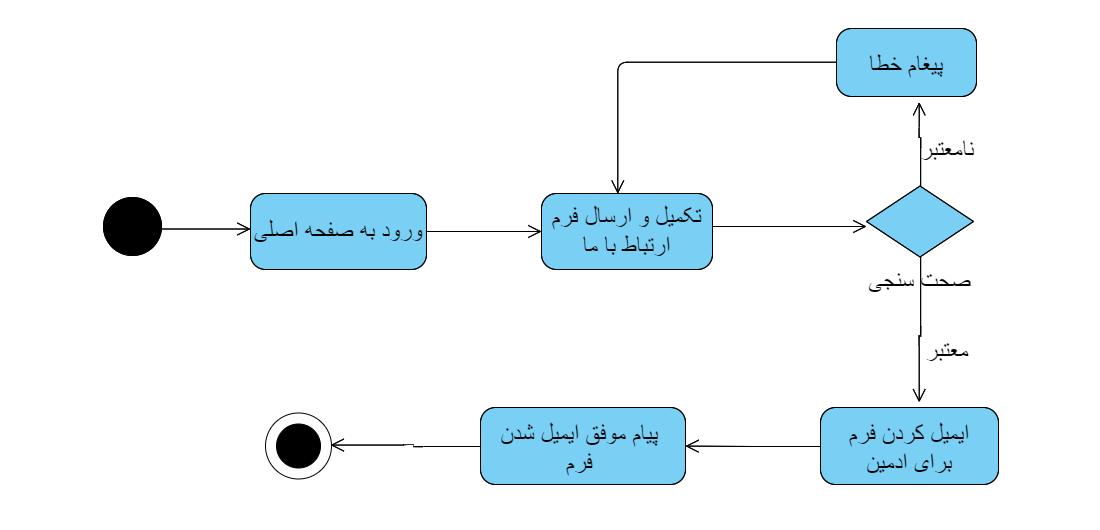 پیغام خطا
نامعتبر
ورود به صفحه اصلی
تکمیل و ارسال فرم
ارتباط با ما
صحت سنجی
معتبر
ایمیل کردن فرم
برای ادمین
پیام موفق ایمیل شدن
فرم